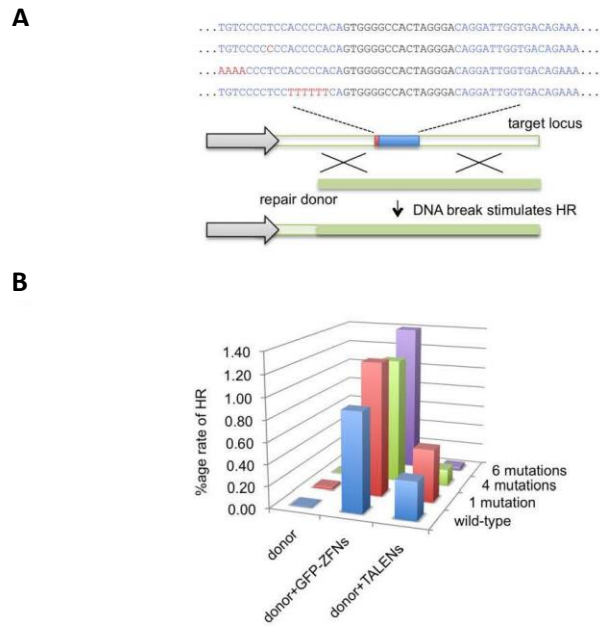 A
...TGTCCCCTCCACCCCACAGTGGGGCCACTAGGGACAGGATTGGTGACAGAAA...
...TGTCCCCCCCACCCCACAGTGGGGCCACTAGGGACAGGATTGGTGACAGAAA...
...AAAACCCTCCACCCCACAGTGGGGCCACTAGGGACAGGATTGGTGACAGAAA...
...TGTCCCCTCCTTTTTTCAGTGGGGCCACTAGGGACAGGATTGGTGACAGAAA...
target locus
repair donor
DNA break stimulates HR
B
1.40
1.20
1.00
0.80
0.60
0.40
0.20
0.00
%age rate of HR
6 mutations
4 mutations
1 mutation
wild-type
donor
donor+GFP-ZFNs
donor+TALENs